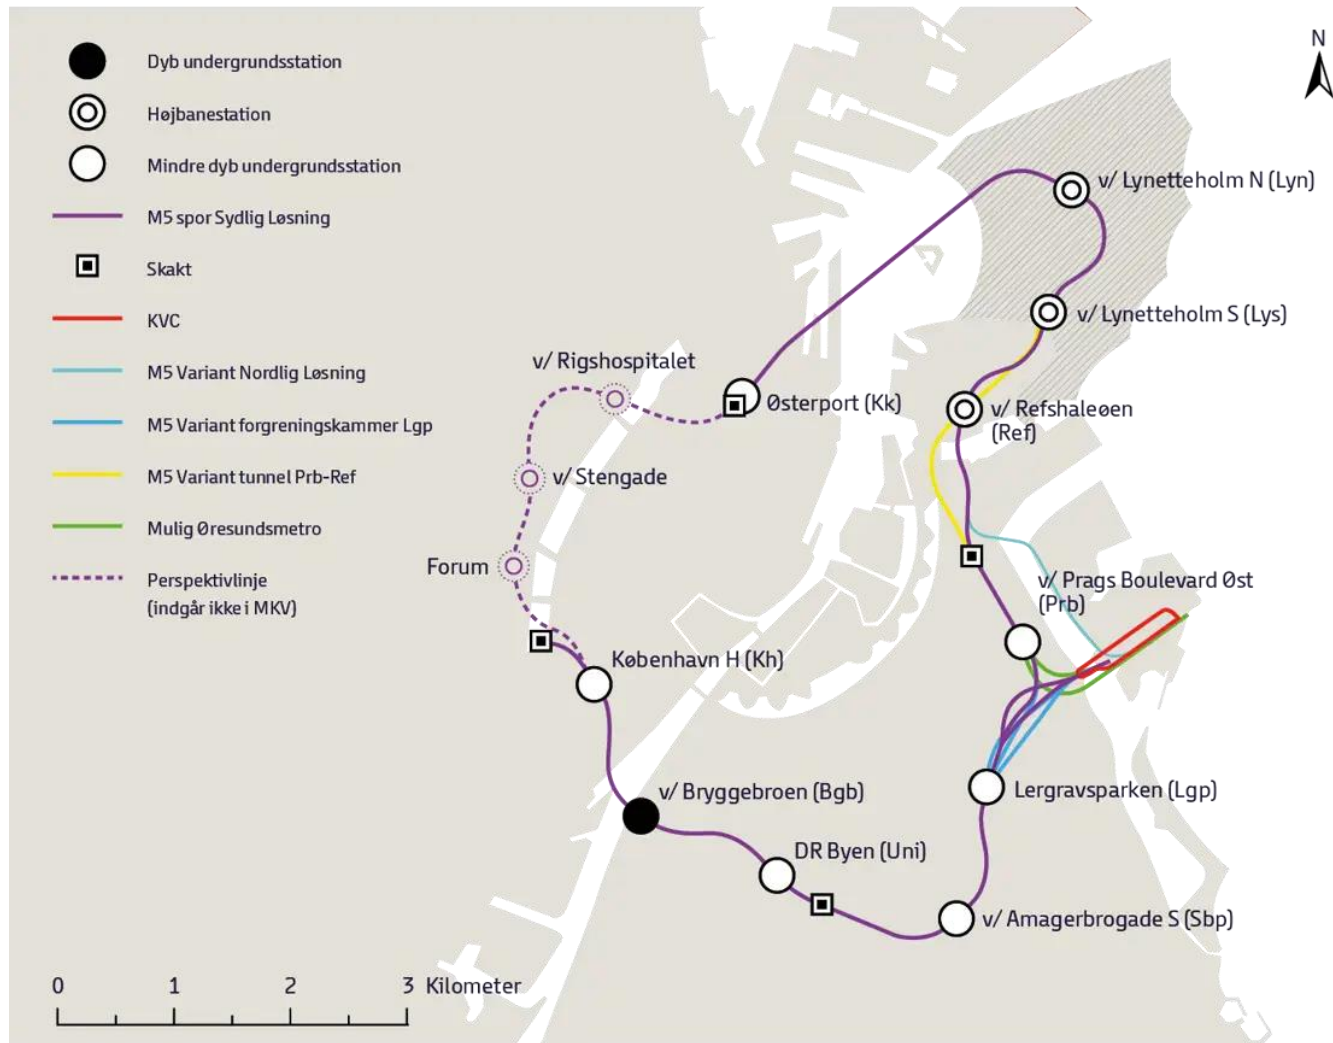 Dyb undergrundsstation
Højbanestation
Mindre dyb undergrundsstation
M5 spor Sydlig Løsning
Skakt
KVC
M5 Variant Nordlig Løsning
M5 Variant forgreningskammer Lgp
M5 Variant tunnel Prb-Ref
Mulig Øresundsmetro
Perspektivlinje
(indgår ikke i MKV)
N
v/ Lynetteholm N (Lyn)
v/ Lynetteholm S (Lys)
v/ Rigshospitalet
Østerport (Kk)
v/ Refshaleøen
(Ref)
v/ Stengade
Forum
v/ Prags Boulevard Øst
(Prb)
København H (Kh)
v/ Bryggebroen (Bgb)
Lergravsparken (Lgp)
DR Byen (Uni)
v/ Amagerbrogade S (Sbp)
0 1 2 3 Kilometer